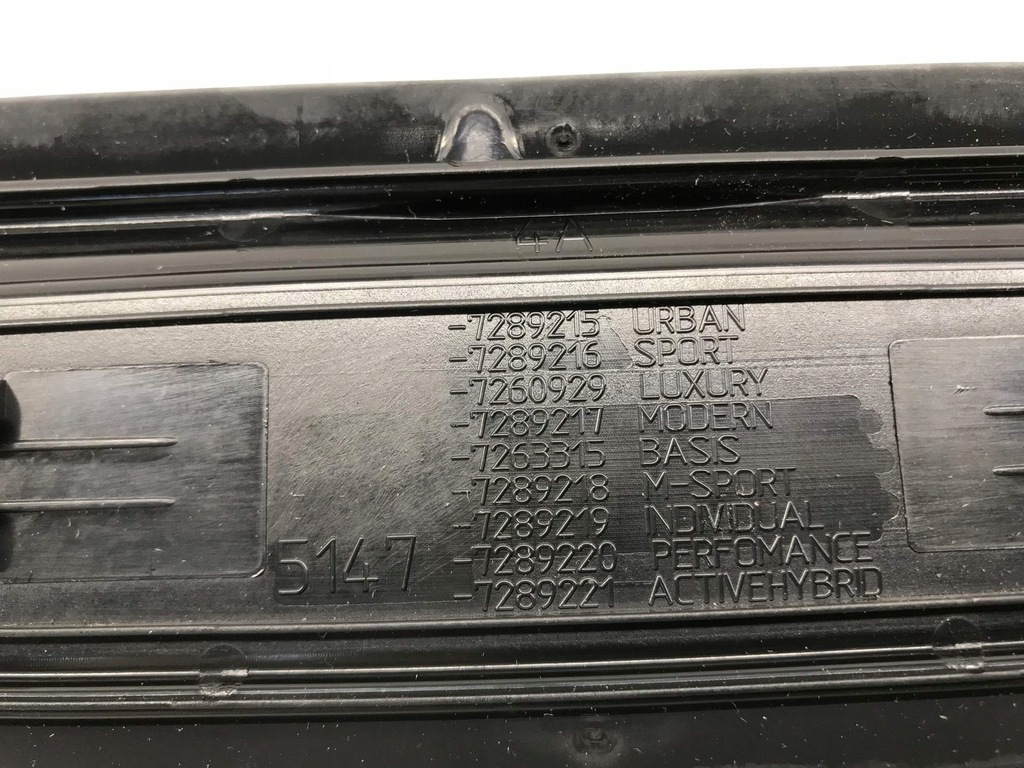 4A
-7289215 URBAN
-7289216 SPORT
-7260929 LUXURY
-7289217 MODERN
-7263315 BASIS
-7289218 M-SPORT
-7289219 INDIVIDUAL
-7289220 PERFOMANCE
5147 -7289221 ACTIVEHYBRID